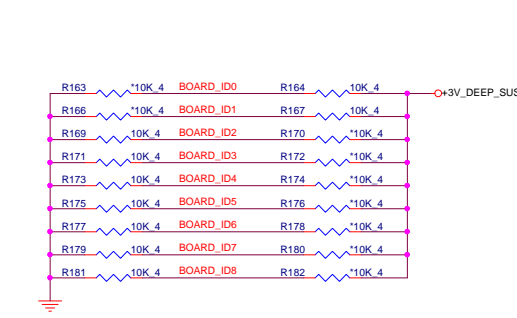 R163 *10K_4 BOARD_ID0 R164 10K_4 +3V_DEEP_SUS
R166 *10K_4 BOARD_ID1 R167 10K_4
R169 10K_4 BOARD_ID2 R170 *10K_4
R171 10K_4 BOARD_ID3 R172 *10K_4
R173 10K_4 BOARD_ID4 R174 *10K_4
R175 10K_4 BOARD_ID5 R176 *10K_4
R177 10K_4 BOARD_ID6 R178 *10K_4
R179 10K_4 BOARD_ID7 R180 *10K_4
R181 10K_4 BOARD_ID8 R182 *10K_4